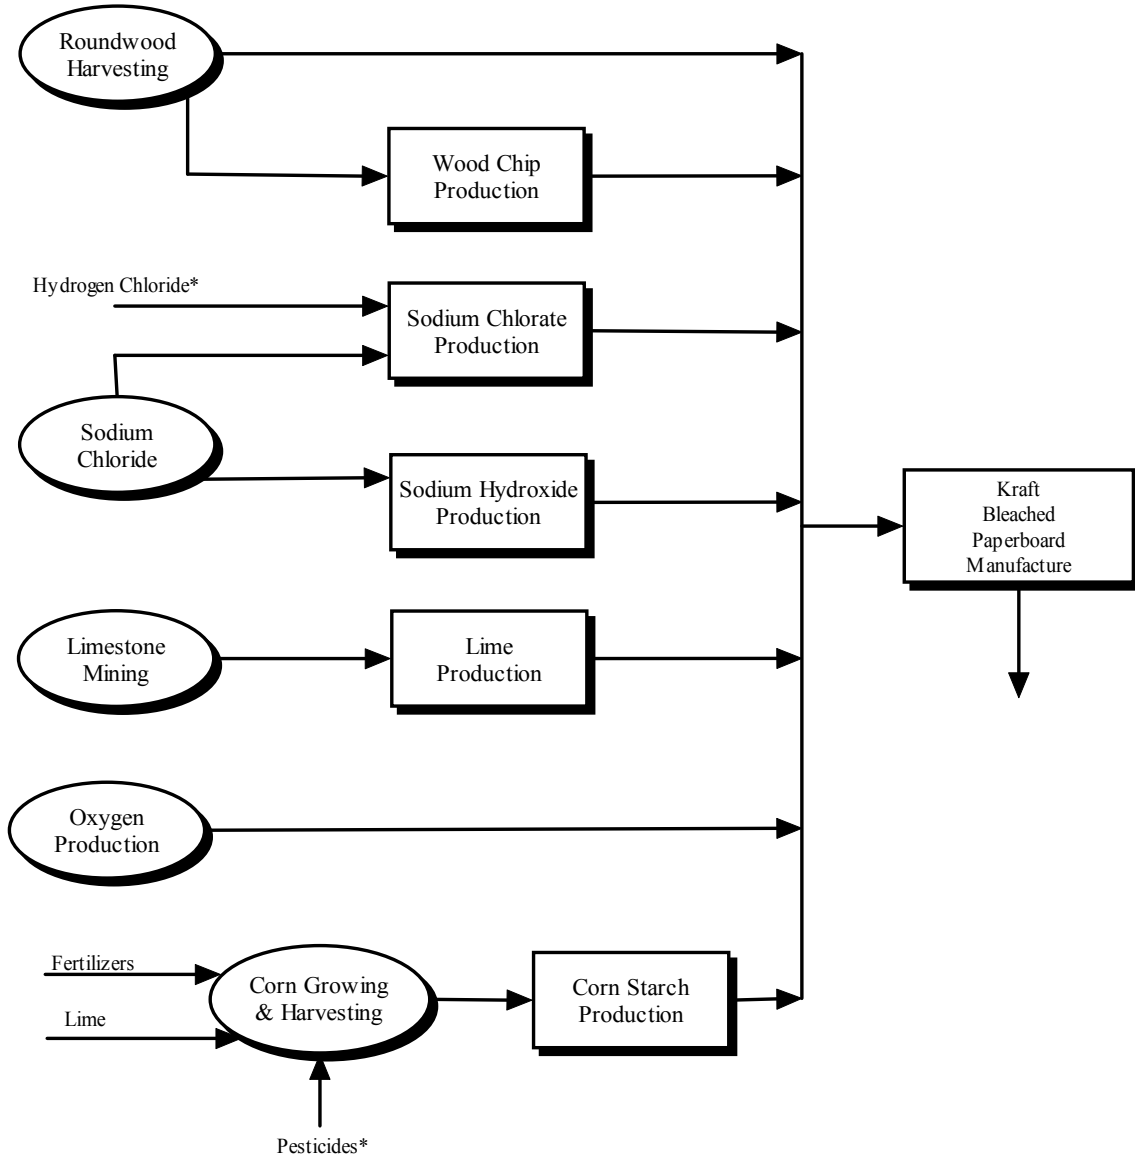 Roundwood
Harvesting
Wood Chip
Production
Hydrogen Chloride*
Sodium Chlorate
Production
Sodium
Chloride
Sodium Hydroxide
Production
Kraft
Bleached
Paperboard
Manufacture
Limestone
Mining
Lime
Production
Oxygen
Production
Fertilizers
Lime
Corn Growing
& Harvesting
Corn Starch
Production
Pesticides*